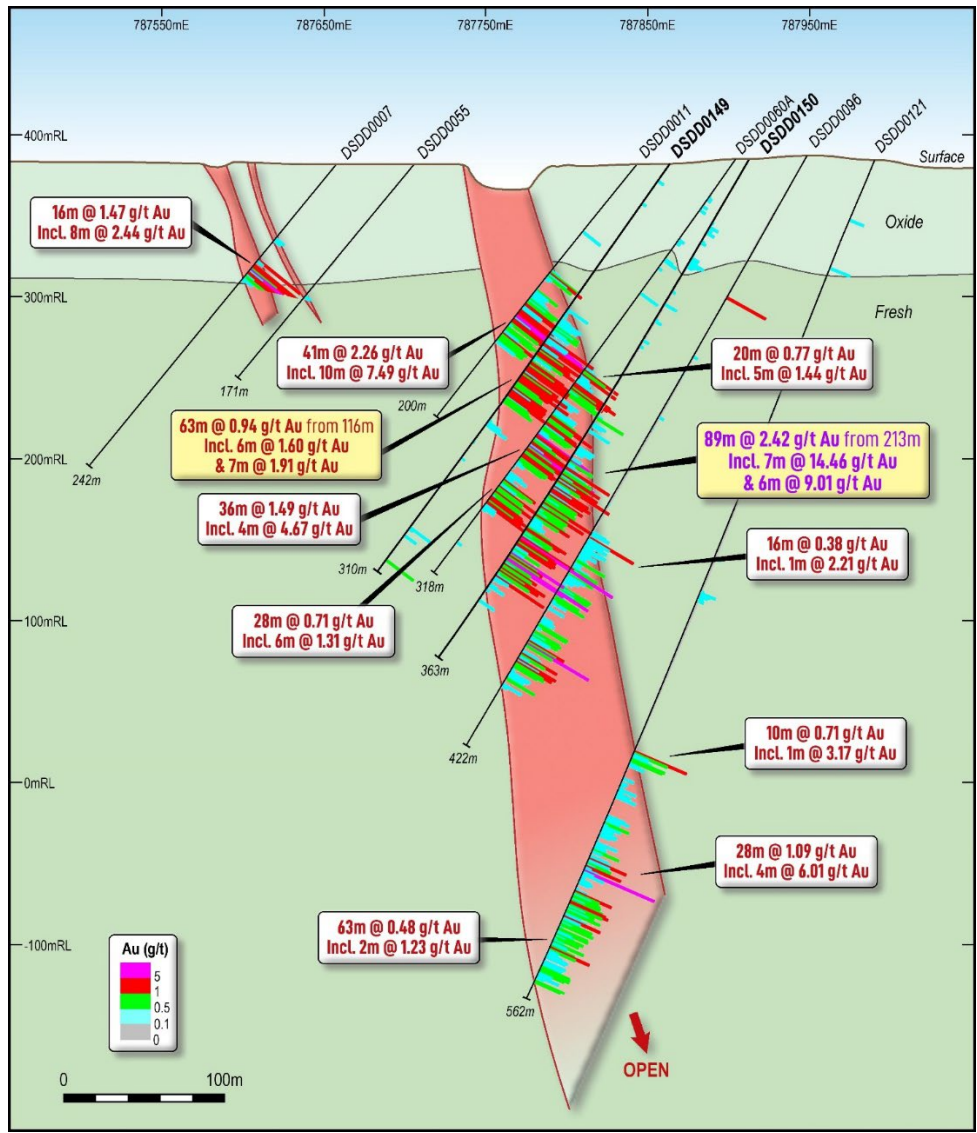 787550mE
787650mE
787750mE
787850mE
787950mE
400mRL
DSDD0007
DSDD0055
DSDD0011
DSDD0149
DSDD0060A
DSDD0150
DSDD0096
DSDD0121
Surface
16m @ 1.47 g/t Au
Incl. 8m @ 2.44 g/t Au
Oxide
300mRL
Fresh
41m @ 2.26 g/t Au
Incl. 10m @ 7.49 g/t Au
20m @ 0.77 g/t Au
Incl. 5m @ 1.44 g/t Au
171m
200m
63m @ 0.94 g/t Au from 116m
Incl. 6m @ 1.60 g/t Au
& 7m @ 1.91 g/t Au
89m @ 2.42 g/t Au from 213m
Incl. 7m @ 14.46 g/t Au
& 6m @ 9.01 g/t Au
200mRL
242m
36m @ 1.49 g/t Au
Incl. 4m @ 4.67 g/t Au
16m @ 0.38 g/t Au
Incl. 1m @ 2.21 g/t Au
310m
318m
28m @ 0.71 g/t Au
Incl. 6m @ 1.31 g/t Au
100mRL
363m
422m
10m @ 0.71 g/t Au
Incl. 1m @ 3.17 g/t Au
0mRL
28m @ 1.09 g/t Au
Incl. 4m @ 6.01 g/t Au
63m @ 0.48 g/t Au
Incl. 2m @ 1.23 g/t Au
-100mRL
562m
Au (g/t)
5
1
0.5
0.1
0
OPEN
0 100m